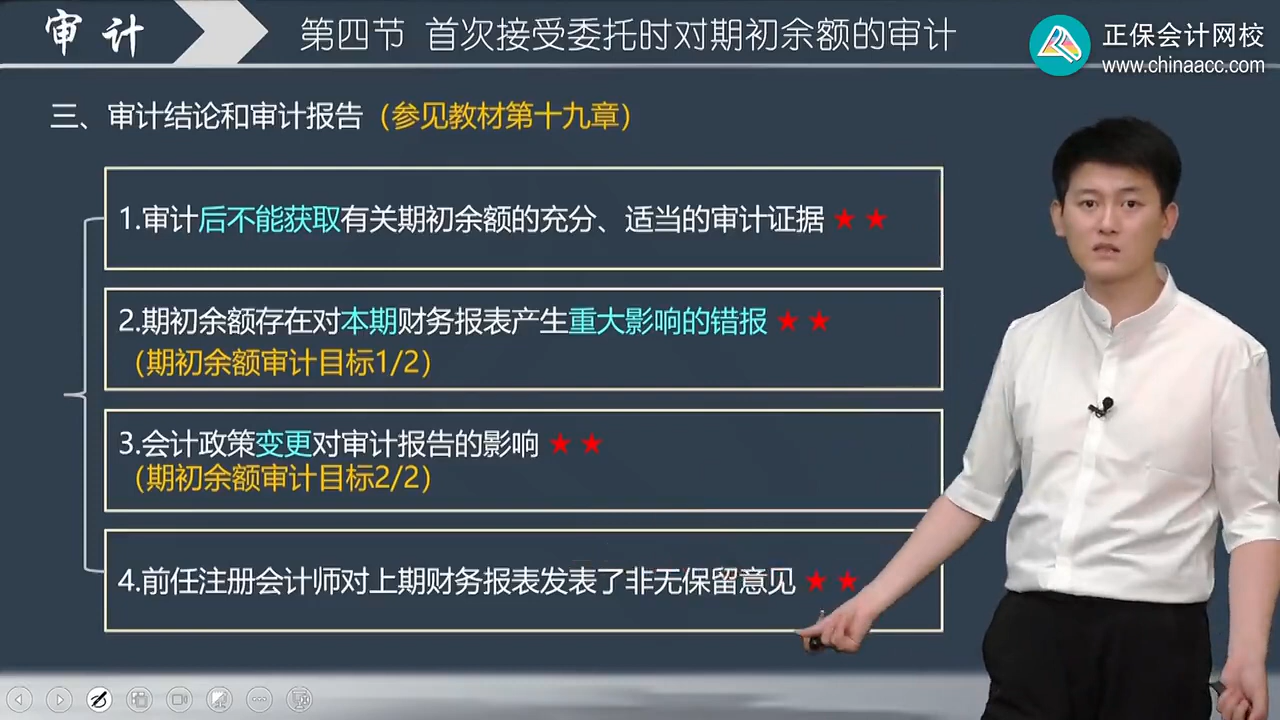 审计
第四节 首次接受委托时对期初余额的审计
正保会计网校
www.chinaacc.com
三、审计结论和审计报告（参见教材第十九章）
1.审计后不能获取有关期初余额的充分、适当的审计证据★★
2.期初余额存在对本期财务报表产生重大影响的错报★★
（期初余额审计目标1/2）
3.会计政策变更对审计报告的影响★★
（期初余额审计目标2/2）
4.前任注册会计师对上期财务报表发表了非无保留意见★★